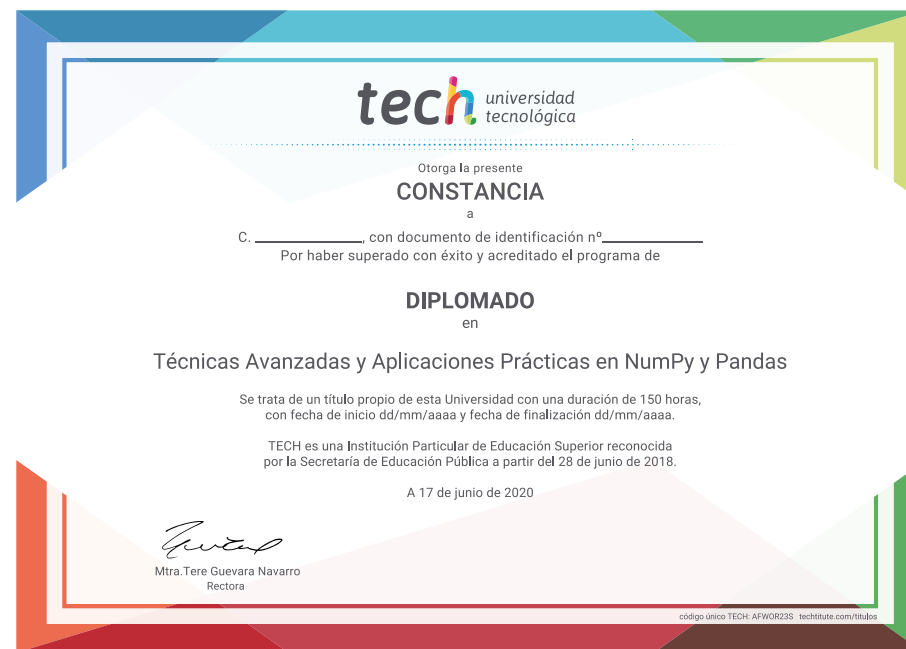 tech universidad
tecnológica
Otorga la presente
CONSTANCIA
a
C. ____________, con documento de identificación nº____________
Por haber superado con éxito y acreditado el programa de
DIPLOMADO
en
Técnicas Avanzadas y Aplicaciones Prácticas en NumPy y Pandas
Se trata de un título propio de esta Universidad con una duración de 150 horas,
con fecha de inicio dd/mm/aaaa y fecha de finalización dd/mm/aaaa.
TECH es una Institución Particular de Educación Superior reconocida
por la Secretaría de Educación Pública a partir del 28 de junio de 2018.
A 17 de junio de 2020
Mtra.Tere Guevara Navarro
Rectora
código único TECH: AFWOR23S techtitute.com/titulos